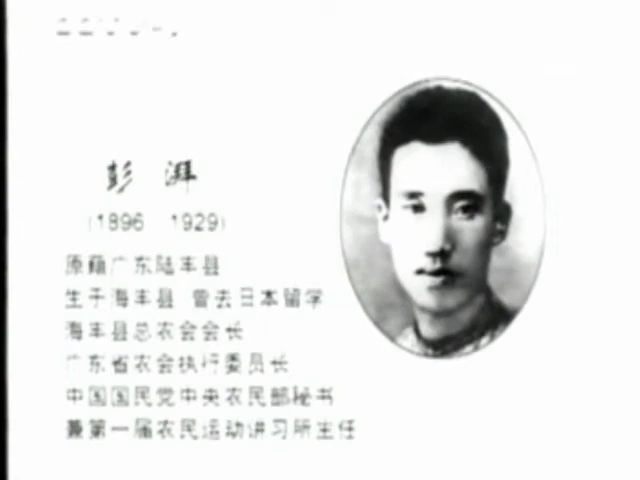 彭 湃
(1896 1929)
原籍广东陆丰县
生于海丰县 曾去日本留学
海丰县总农会会长
广东省农会执行委员长
中国国民党中央农民部秘书
兼第一届农民运动讲习所主任